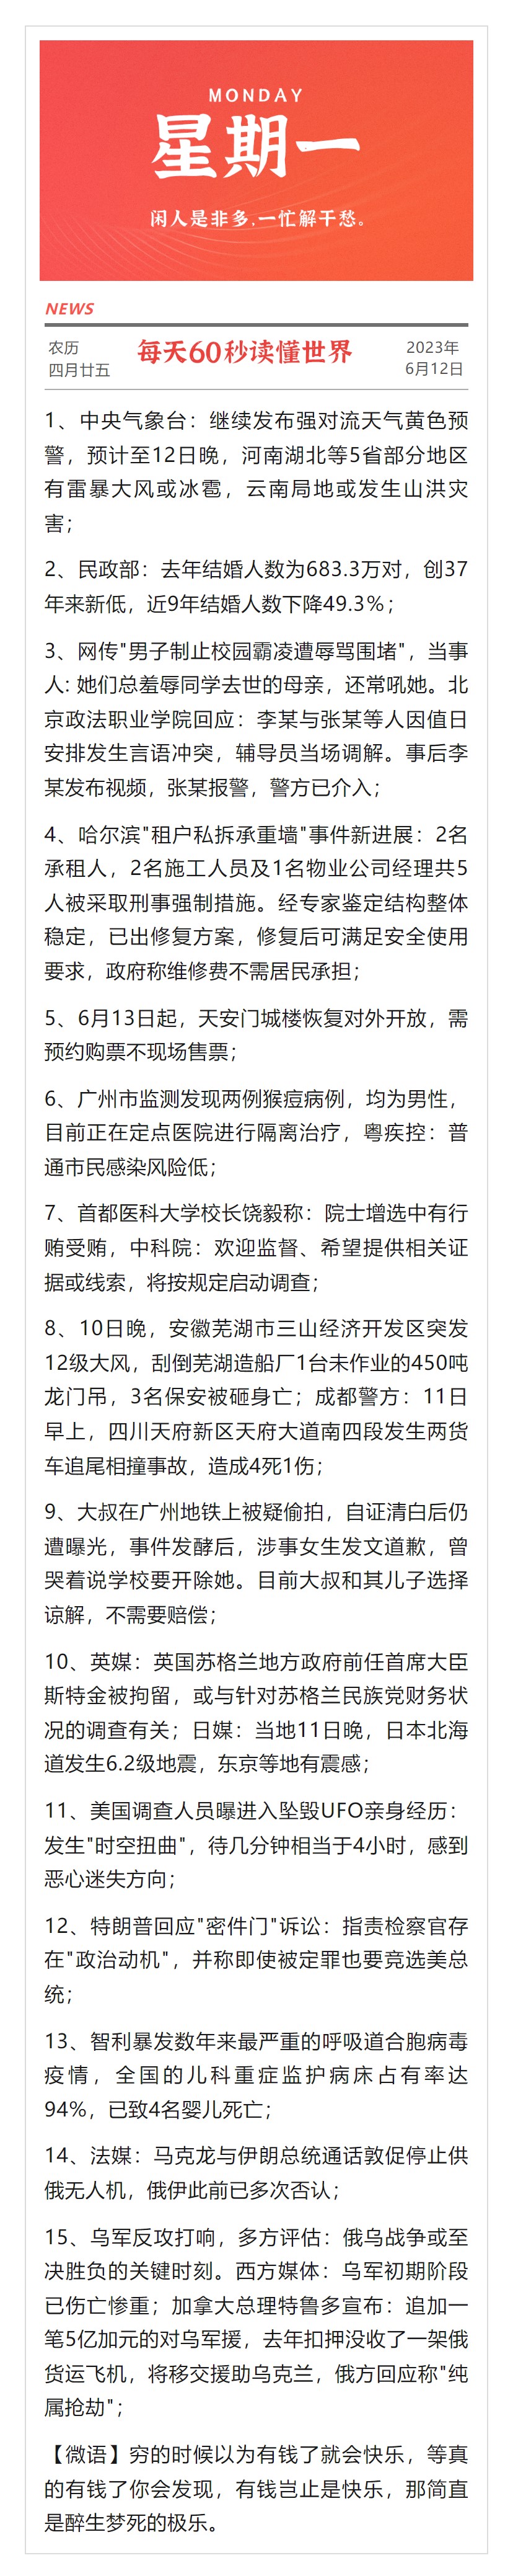 MONDAY
星期一
闲人是非多,一忙解千愁。
NEWS
农历
四月廿五
每天60秒读懂世界
2023年
6月12日
1、中央气象台：继续发布强对流天气黄色预
警，预计至12日晚，河南湖北等5省部分地区
有雷暴大风或冰雹，云南局地或发生山洪灾
害；
2、民政部：去年结婚人数为683.3万对，创37
年来新低，近9年结婚人数下降49.3%；
3、网传"男子制止校园霸凌遭辱骂围堵"，当事
人: 她们总羞辱同学去世的母亲，还常吼她。北
京政法职业学院回应：李某与张某等人因值日
安排发生言语冲突，辅导员当场调解。事后李
某发布视频，张某报警，警方已介入；
4、哈尔滨"租户私拆承重墙"事件新进展：2名
承租人，2名施工人员及1名物业公司经理共5
人被采取刑事强制措施。经专家鉴定结构整体
稳定，已出修复方案，修复后可满足安全使用
要求，政府称维修费不需居民承担；
5、6月13日起，天安门城楼恢复对外开放，需
预约购票不现场售票；
6、广州市监测发现两例猴痘病例，均为男性，
目前正在定点医院进行隔离治疗，粤疾控：普
通市民感染风险低；
7、首都医科大学校长饶毅称：院士增选中有行
贿受贿，中科院：欢迎监督、希望提供相关证
据或线索，将按规定启动调查；
8、10日晚，安徽芜湖市三山经济开发区突发
12级大风，刮倒芜湖造船厂1台未作业的450吨
龙门吊，3名保安被砸身亡；成都警方：11日
早上，四川天府新区天府大道南四段发生两货
车追尾相撞事故，造成4死1伤；
9、大叔在广州地铁上被疑偷拍，自证清白后仍
遭曝光，事件发酵后，涉事女生发文道歉，曾
哭着说学校要开除她。目前大叔和其儿子选择
谅解，不需要赔偿；
10、英媒：英国苏格兰地方政府前任首席大臣
斯特金被拘留，或与针对苏格兰民族党财务状
况的调查有关；日媒：当地11日晚，日本北海
道发生6.2级地震，东京等地有震感；
11、美国调查人员曝进入坠毁UFO亲身经历：
发生"时空扭曲"，待几分钟相当于4小时，感到
恶心迷失方向；
12、特朗普回应"密件门"诉讼：指责检察官存
在"政治动机"，并称即使被定罪也要竞选美总
统；
13、智利暴发数年来最严重的呼吸道合胞病毒
疫情，全国的儿科重症监护病床占有率达
94%，已致4名婴儿死亡；
14、法媒：马克龙与伊朗总统通话敦促停止供
俄无人机，俄伊此前已多次否认；
15、乌军反攻打响，多方评估：俄乌战争或至
决胜负的关键时刻。西方媒体：乌军初期阶段
已伤亡惨重；加拿大总理特鲁多宣布：追加一
笔5亿加元的对乌军援，去年扣押没收了一架俄
货运飞机，将移交援助乌克兰，俄方回应称"纯
属抢劫"；
【微语】穷的时候以为有钱了就会快乐，等真
的有钱了你会发现，有钱岂止是快乐，那简直
是醉生梦死的极乐。